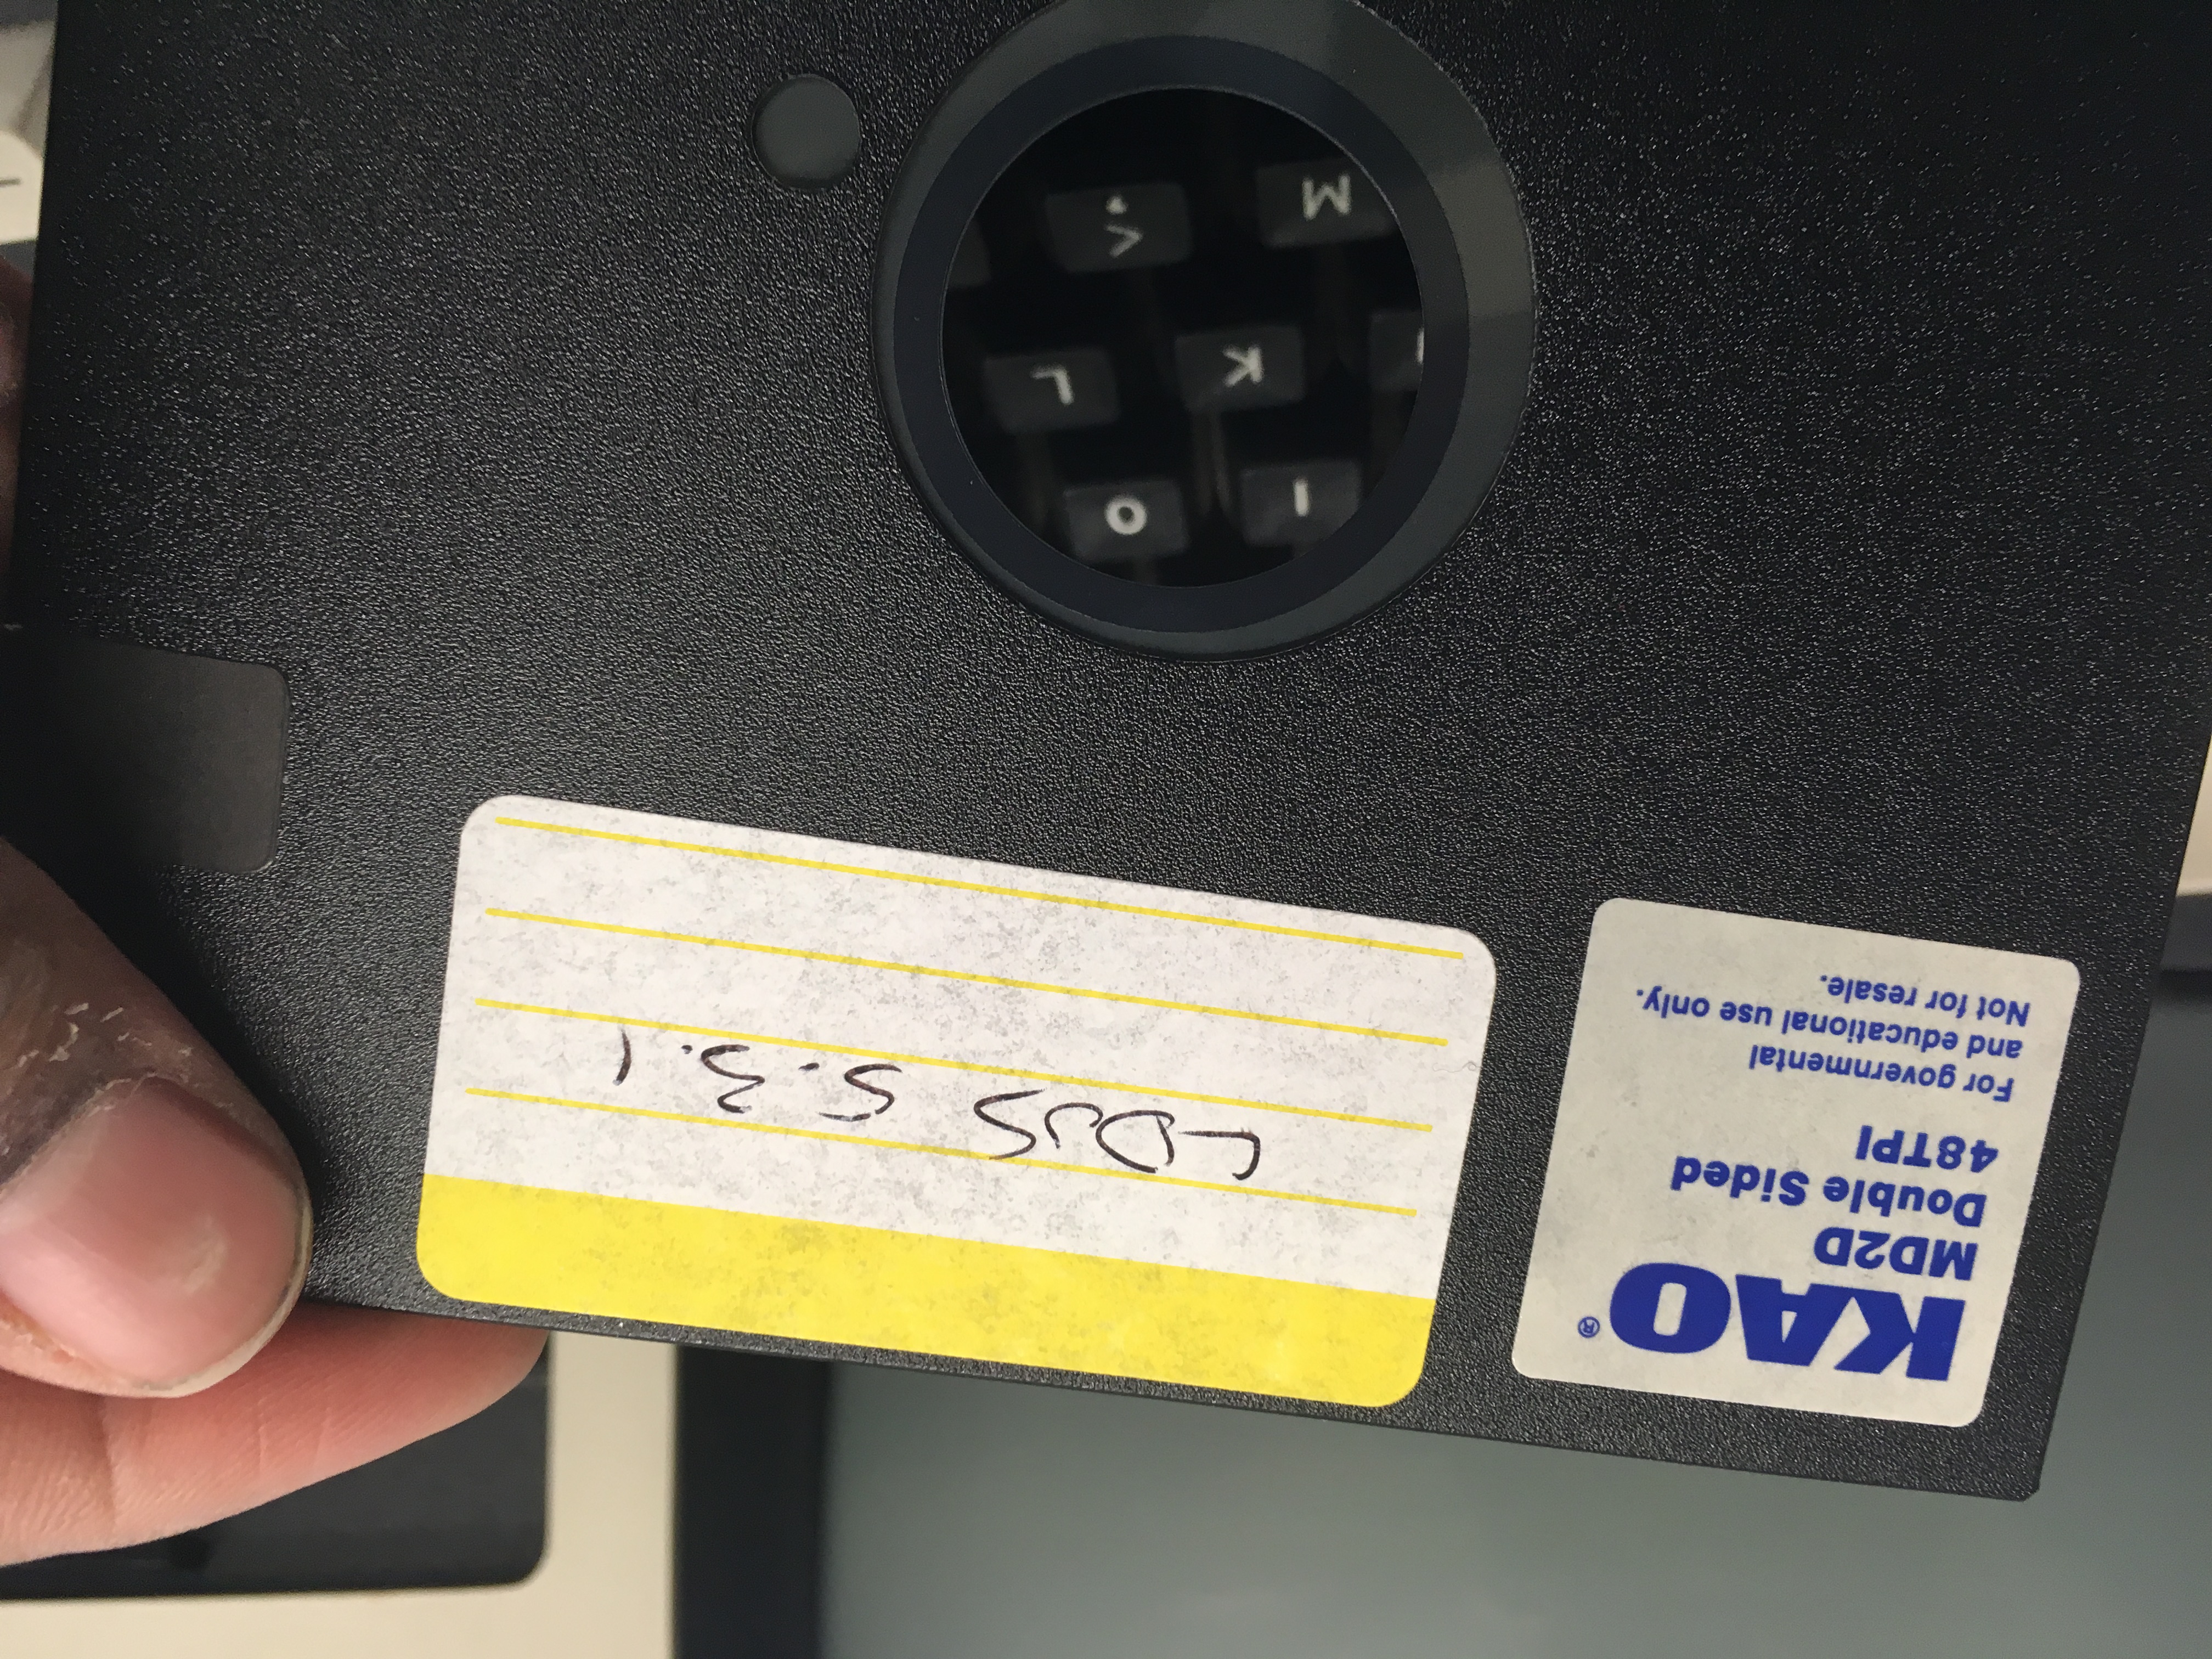 LDOS 5.3.1
KAO®
MD2D
Double Sided
48TPI
For governmental
and educational use only.
Not for resale.
I O
K L
M < .